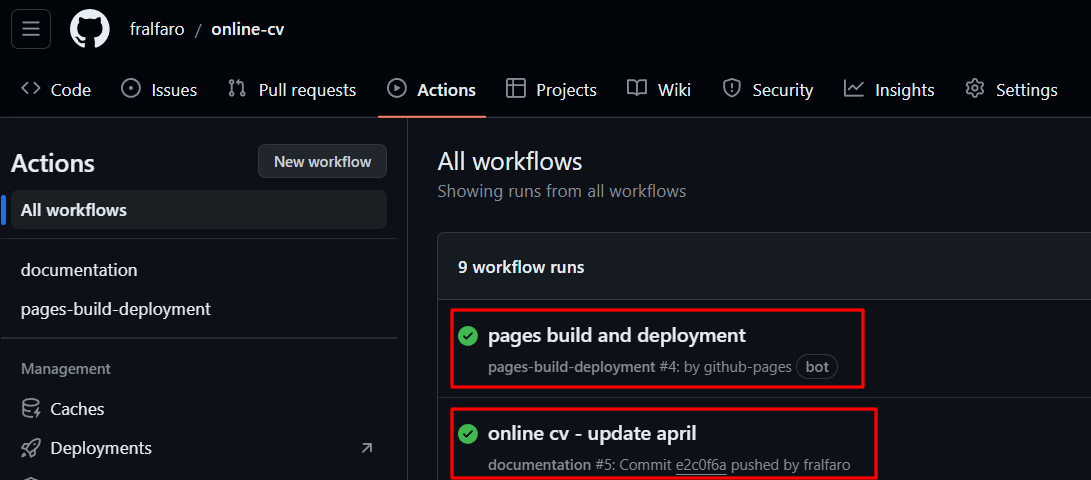 fralfaro / online-cv
Code Issues Pull requests Actions Projects Wiki Security Insights Settings
Actions
New workflow
All workflows
documentation
pages-build-deployment
Management
Caches
Deployments
All workflows
Showing runs from all workflows
9 workflow runs
pages build and deployment
pages-build-deployment #4: by github-pages bot
online cv - update april
documentation #5: Commit e2c0f6a pushed by fralfaro